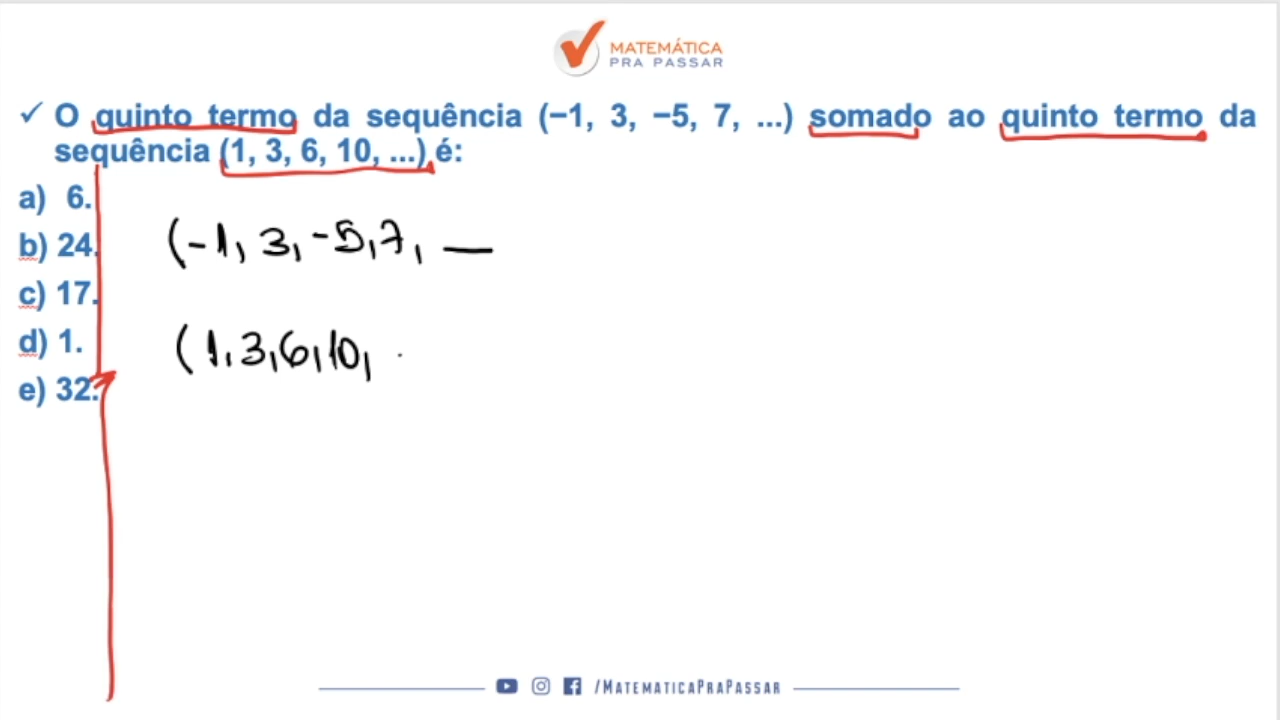 MATEMÁTICA
PRA PASSAR
✓ O quinto termo da sequência (−1, 3, −5, 7, ...) somado ao quinto termo da
sequência (1, 3, 6, 10, ...) é:
a) 6.
b) 24.
c) 17.
d) 1.
e) 32.
(-1, 3, -5, 7, __
(1, 3, 6, 10,
/MATEMATICAPRAPASSAR